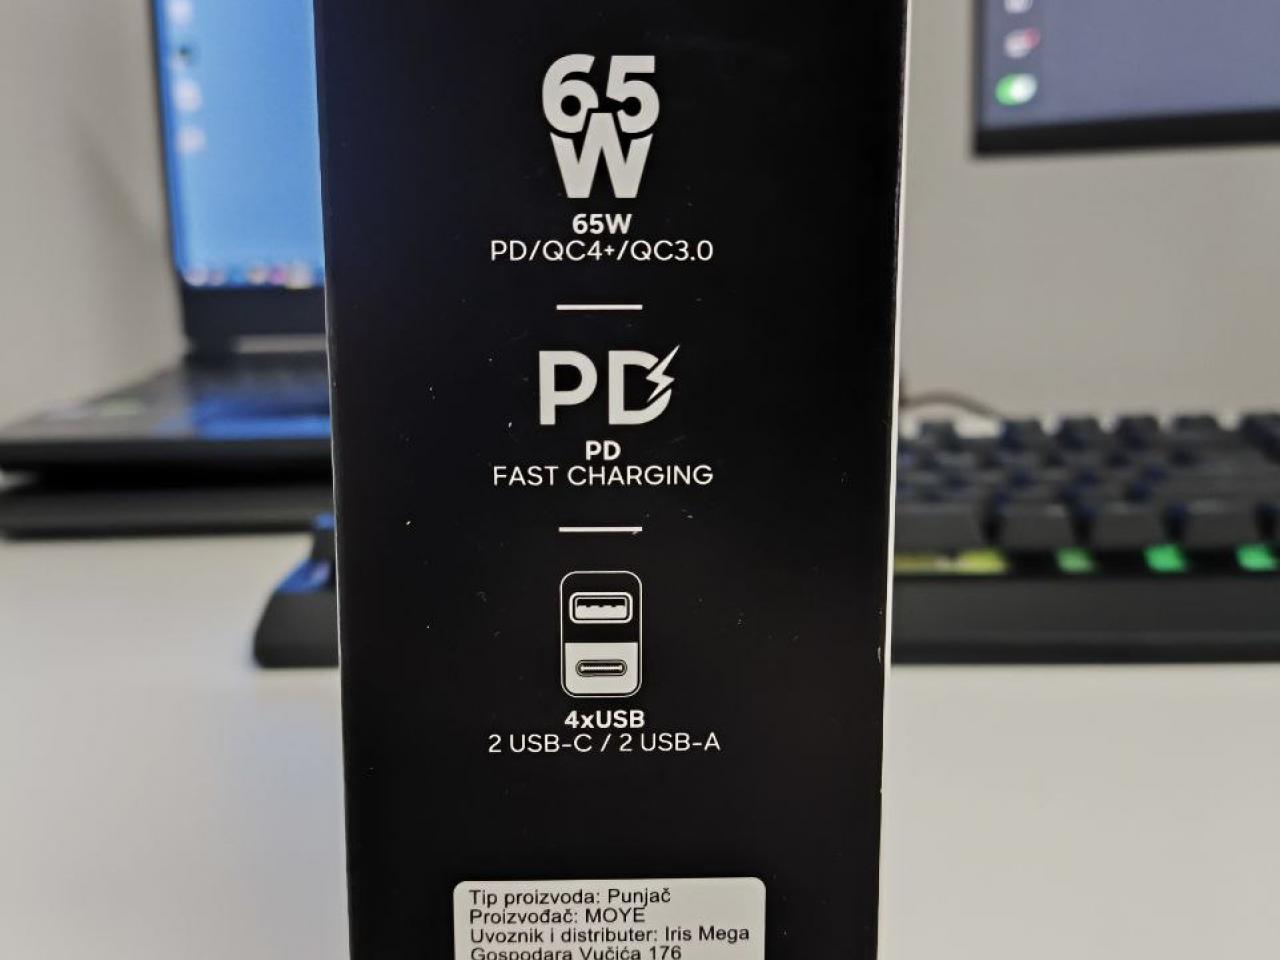 65
W
65W
PD/QC4+/QC3.0
PD
PD
FAST CHARGING
4xUSB
2 USB-C / 2 USB-A
Tip proizvoda: Punjač
Proizvođač: MOYE
Uvoznik i distributer: Iris Mega
Gospodara Vučića 176